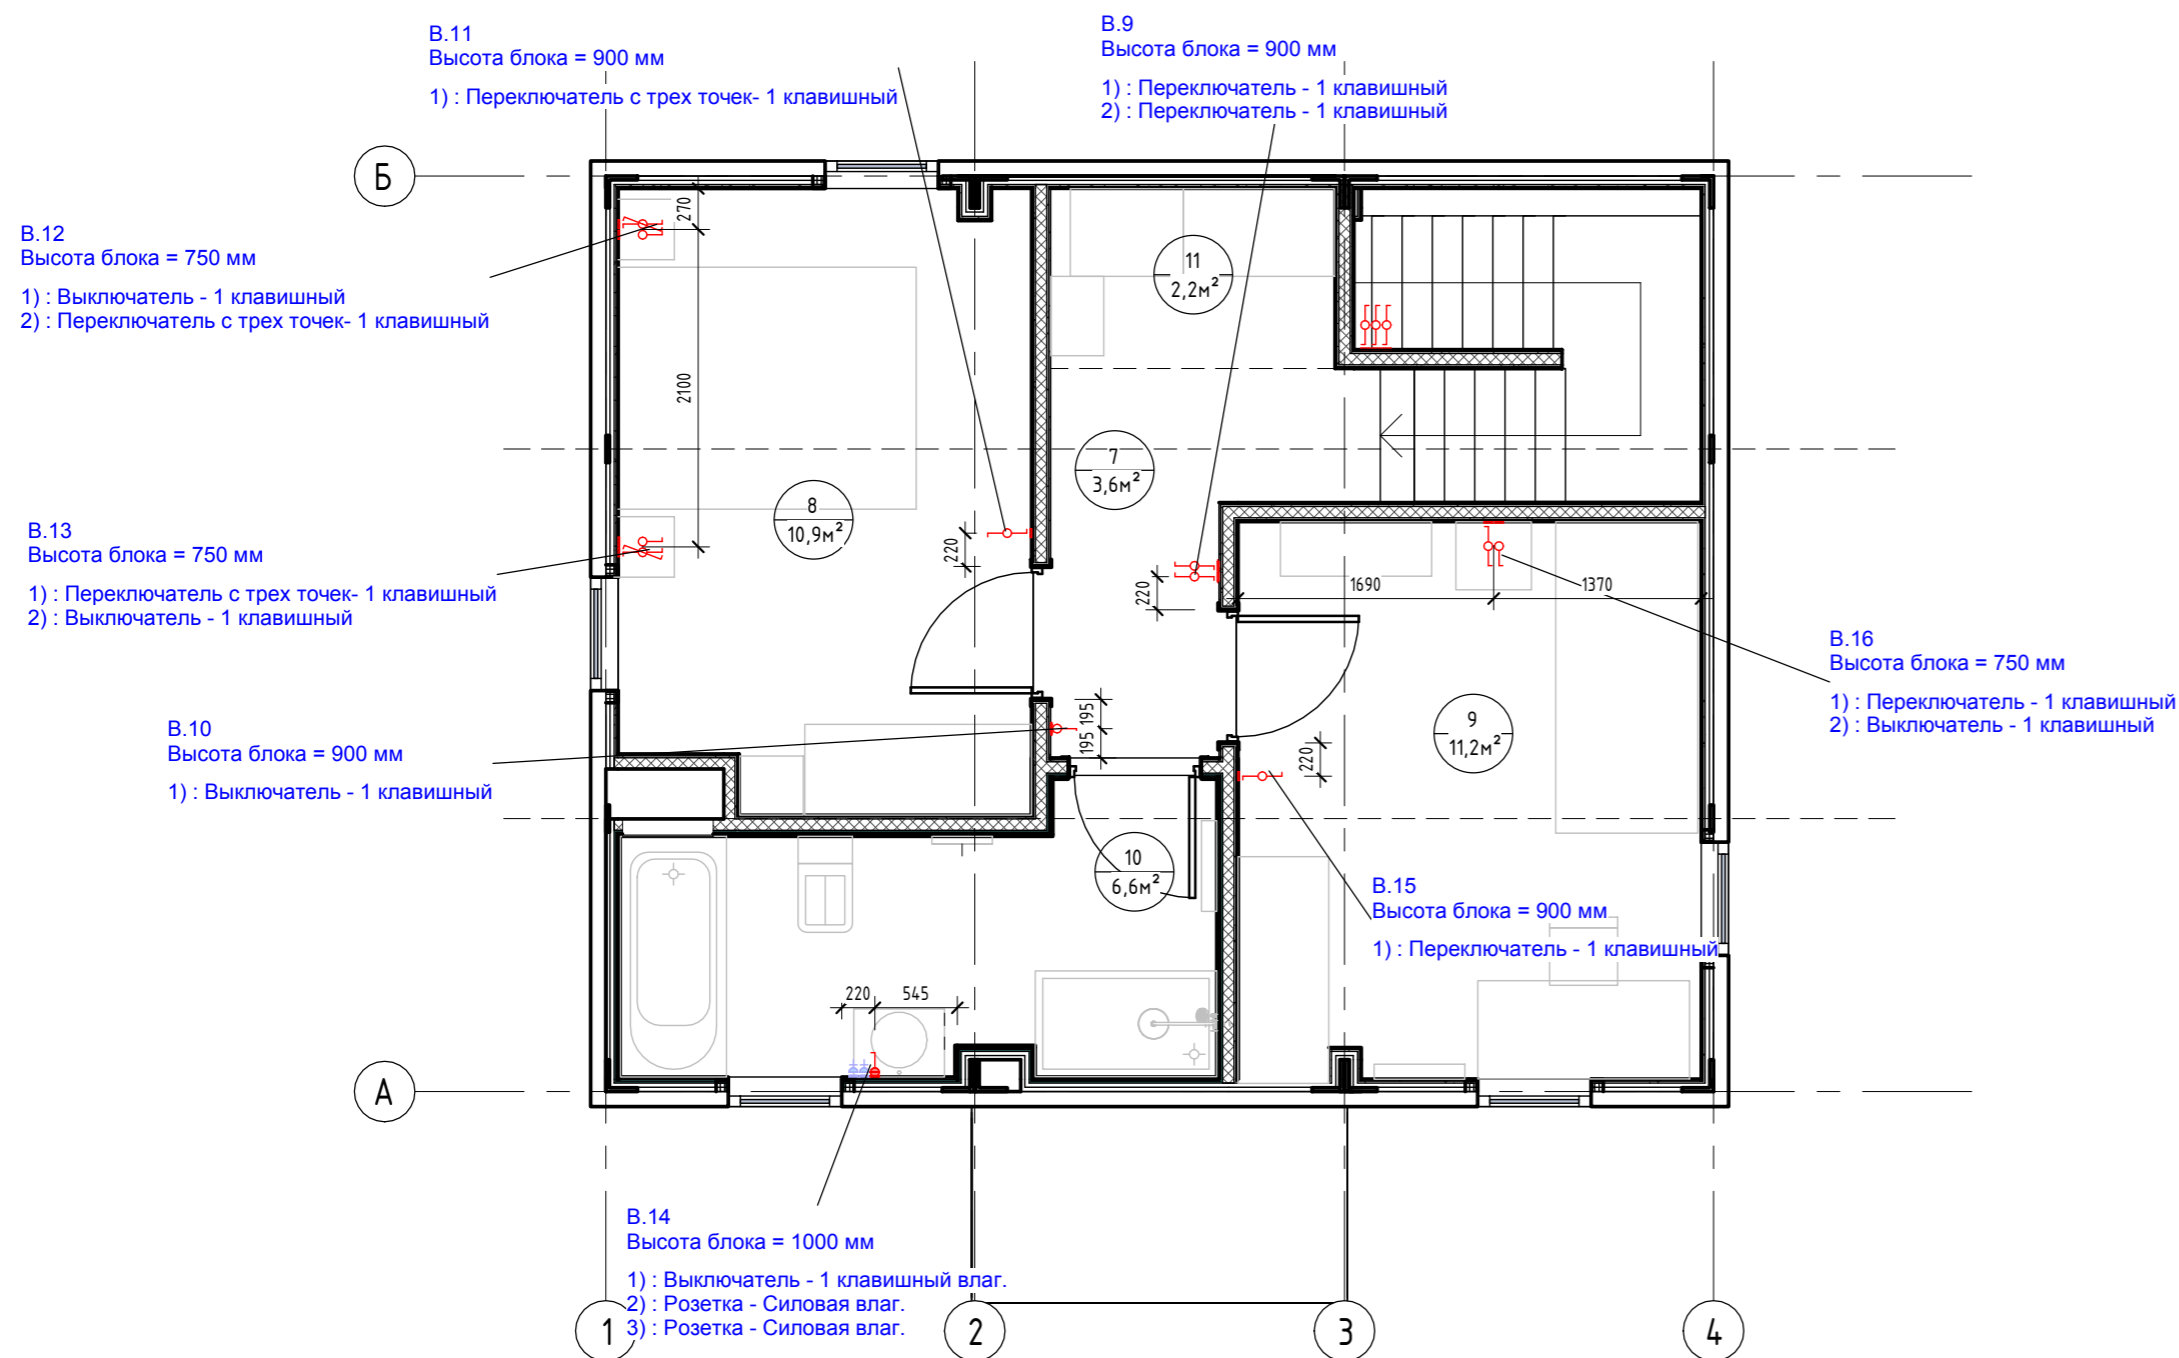 В.11
Высота блока = 900 мм
1) : Переключатель с трех точек- 1 клавишный
В.9
Высота блока = 900 мм
1) : Переключатель - 1 клавишный
2) : Переключатель - 1 клавишный
Б
В.12
Высота блока = 750 мм
1) : Выключатель - 1 клавишный
2) : Переключатель с трех точек- 1 клавишный
270
2100
11
2,2м²
7
3,6м²
8
10,9м²
220
В.13
Высота блока = 750 мм
1) : Переключатель с трех точек- 1 клавишный
2) : Выключатель - 1 клавишный
220
1690
1370
В.16
Высота блока = 750 мм
1) : Переключатель - 1 клавишный
2) : Выключатель - 1 клавишный
В.10
Высота блока = 900 мм
1) : Выключатель - 1 клавишный
195
195
9
11,2м²
220
10
6,6м²
В.15
Высота блока = 900 мм
1) : Переключатель - 1 клавишный
220
545
А
В.14
Высота блока = 1000 мм
1) : Выключатель - 1 клавишный влаг.
2) : Розетка - Силовая влаг.
3) : Розетка - Силовая влаг.
1
2
3
4